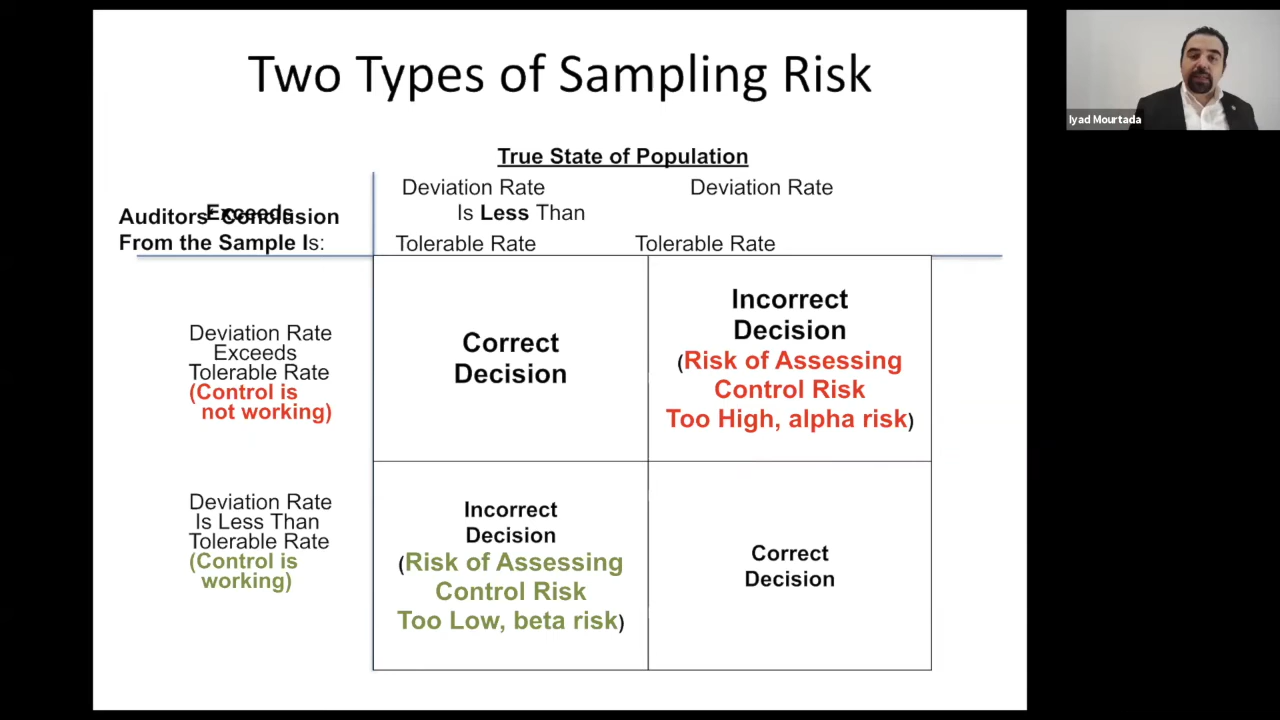 Two Types of Sampling Risk
Iyad Mourtada
True State of Population
Deviation Rate Deviation Rate
Is Less Than
Exceeds
Auditors’ Conclusion
From the Sample Is:
Tolerable Rate Tolerable Rate
Deviation Rate
Exceeds
Tolerable Rate
(Control is
not working)
Correct
Decision
Incorrect
Decision
(Risk of Assessing
Control Risk
Too High, alpha risk)
Deviation Rate
Is Less Than
Tolerable Rate
(Control is
working)
Incorrect
Decision
(Risk of Assessing
Control Risk
Too Low, beta risk)
Correct
Decision